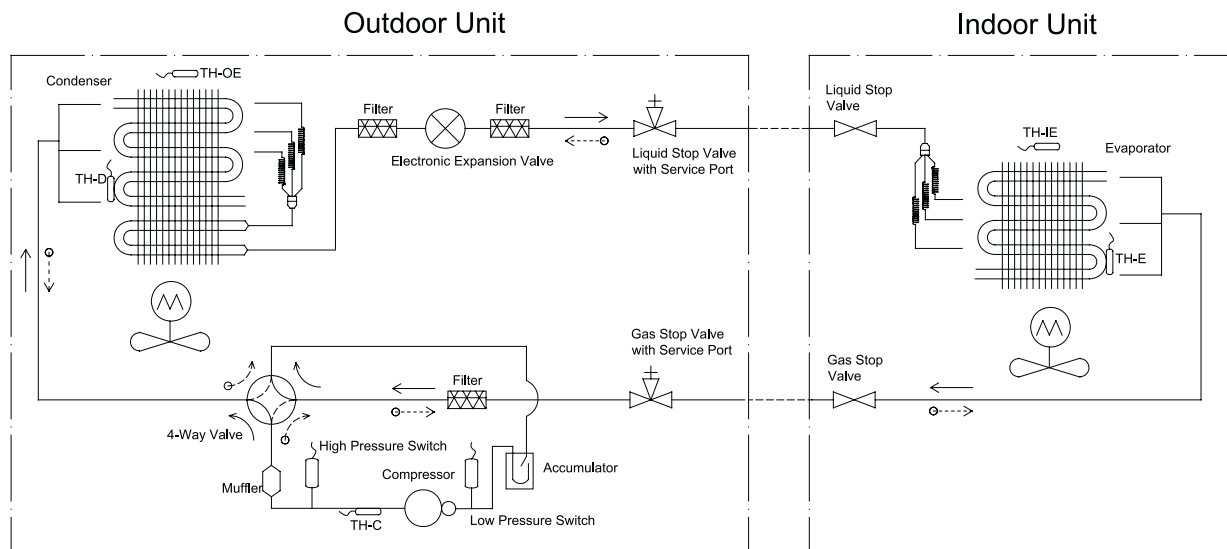 Outdoor Unit
Indoor Unit
Condenser
TH-OE
Filter
Filter
Electronic Expansion Valve
Liquid Stop Valve
with Service Port
Liquid Stop
Valve
TH-IE
Evaporator
TH-D
TH-E
Gas Stop Valve
with Service Port
Gas Stop
Valve
Filter
4-Way Valve
High Pressure Switch
Muffler
Compressor
Accumulator
TH-C
Low Pressure Switch